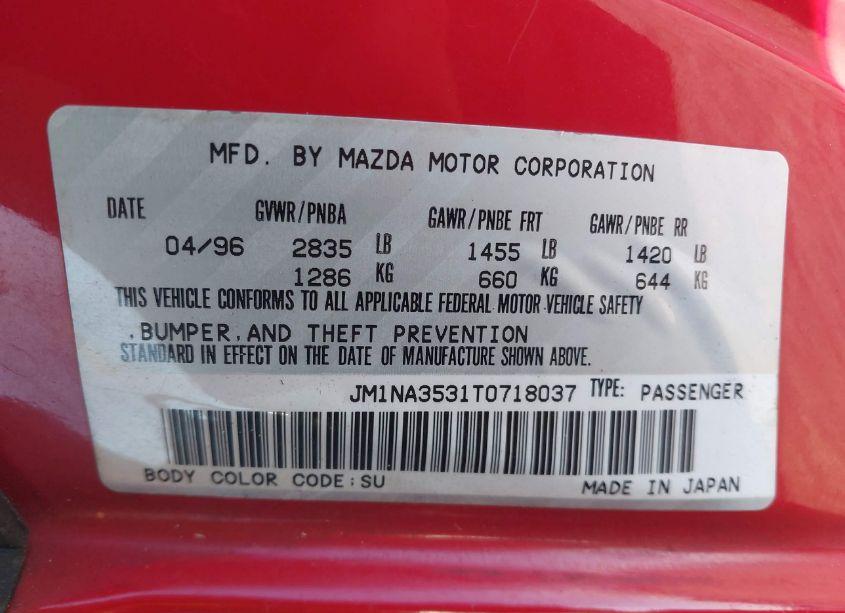 MFD. BY MAZDA MOTOR CORPORATION
DATE GVWR/PNBA GAWR/PNBE FRT GAWR/PNBE RR
04/96 2835 LB 1455 LB 1420 LB
1286 KG 660 KG 644 KG
THIS VEHICLE CONFORMS TO ALL APPLICABLE FEDERAL MOTOR VEHICLE SAFETY
,BUMPER,AND THEFT PREVENTION
STANDARD IN EFFECT ON THE DATE OF MANUFACTURE SHOWN ABOVE.
JM1NA3531T0718037 TYPE: PASSENGER
BODY COLOR CODE:SU MADE IN JAPAN